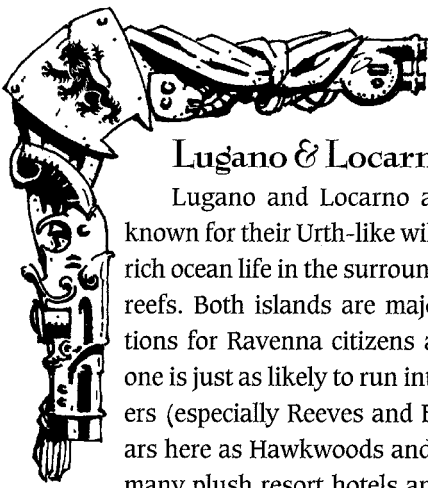 Lugano & Locarn
Lugano and Locarno a
known for their Urth-like wil
rich ocean life in the surroun
reefs. Both islands are majo
tions for Ravenna citizens a
one is just as likely to run int
ers (especially Reeves and E
ars here as Hawkwoods and
many plush resort hotels an